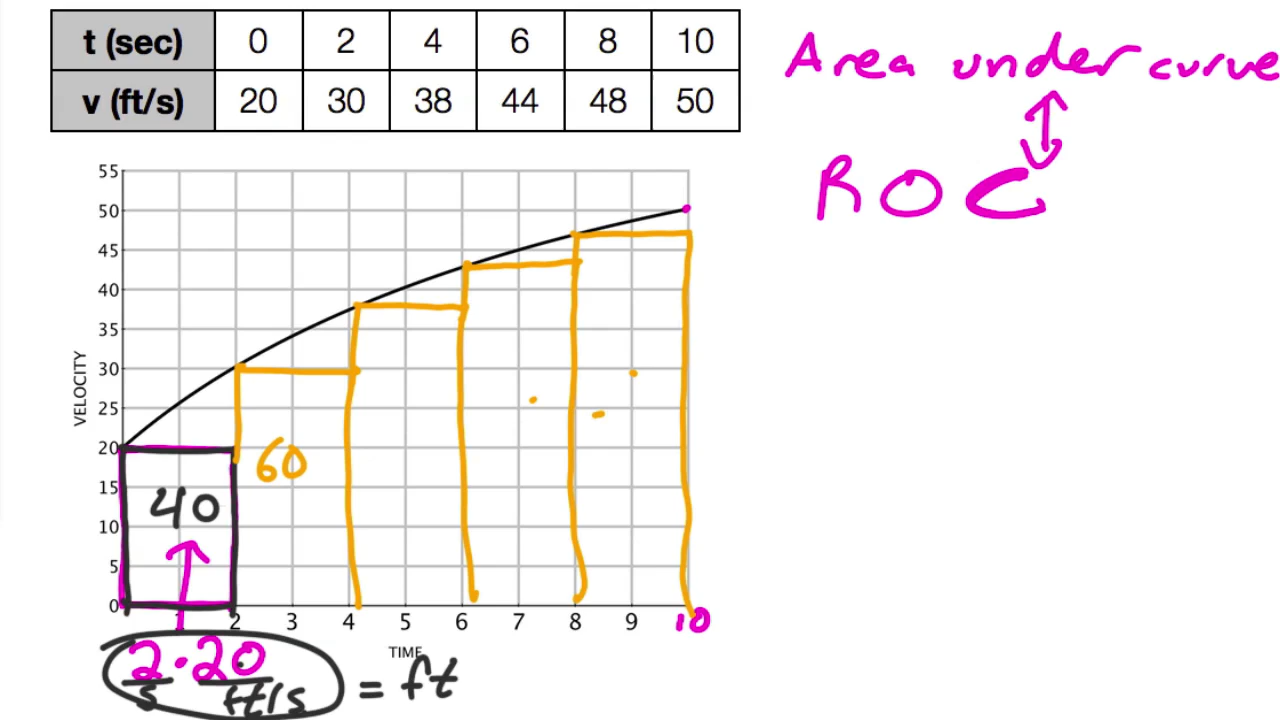 t (sec) 0 2 4 6 8 10
v (ft/s) 20 30 38 44 48 50
Area under curve
ROC
55
50
45
40
35
30
25
20
15
10
5
0
VELOCITY
60
40
1 2 3 4 5 6 7 8 9 10
TIME
2 · 20 = ft
s ft/s